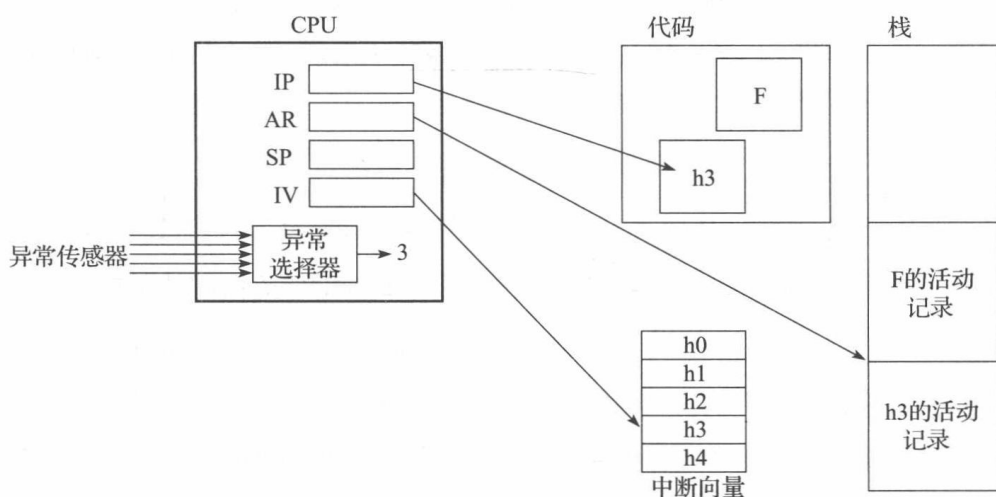 CPU
代码
栈
IP
AR
SP
IV
F
h3
异常传感器
异常
选择器
3
F的活动
记录
h0
h1
h2
h3
h4
中断向量
h3的活动
记录